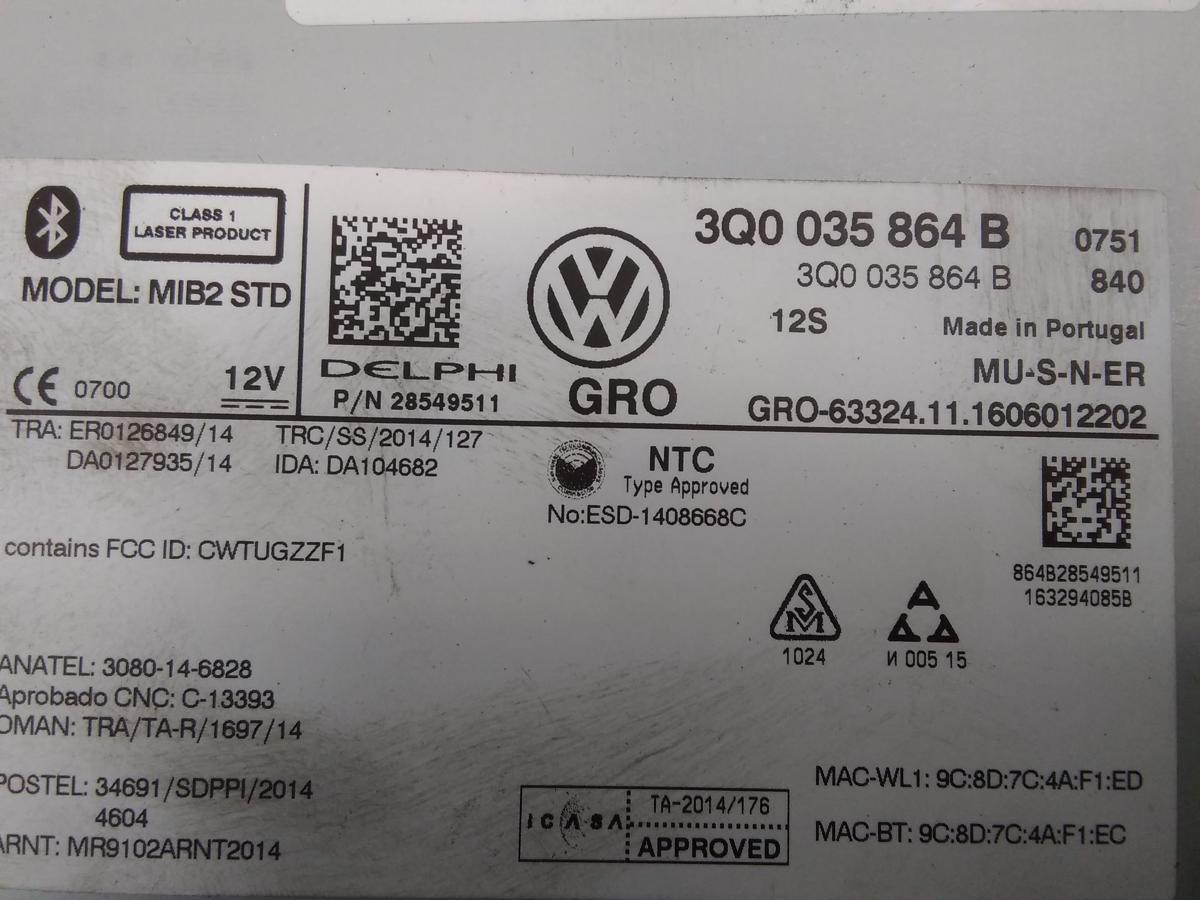 CLASS 1
LASER PRODUCT
MODEL: MIB2 STD
CE 0700
12V
DELPHI
P/N 28549511
GRO
3Q0 035 864 B 0751
3Q0 035 864 B 840
12S
Made in Portugal
MU-S-N-ER
GRO-63324.11.1606012202
TRA: ER0126849/14 TRC/SS/2014/127
DA0127935/14 IDA: DA104682
NTC
Type Approved
No:ESD-1408668C
contains FCC ID: CWTUGZZF1
864B28549511
163294085B
SM
1024
И 005 15
ANATEL: 3080-14-6828
Aprobado CNC: C-13393
OMAN: TRA/TA-R/1697/14
POSTEL: 34691/SDPPI/2014
4604
ARNT: MR9102ARNT2014
ICASA
TA-2014/176
APPROVED
MAC-WL1: 9C:8D:7C:4A:F1:ED
MAC-BT: 9C:8D:7C:4A:F1:EC